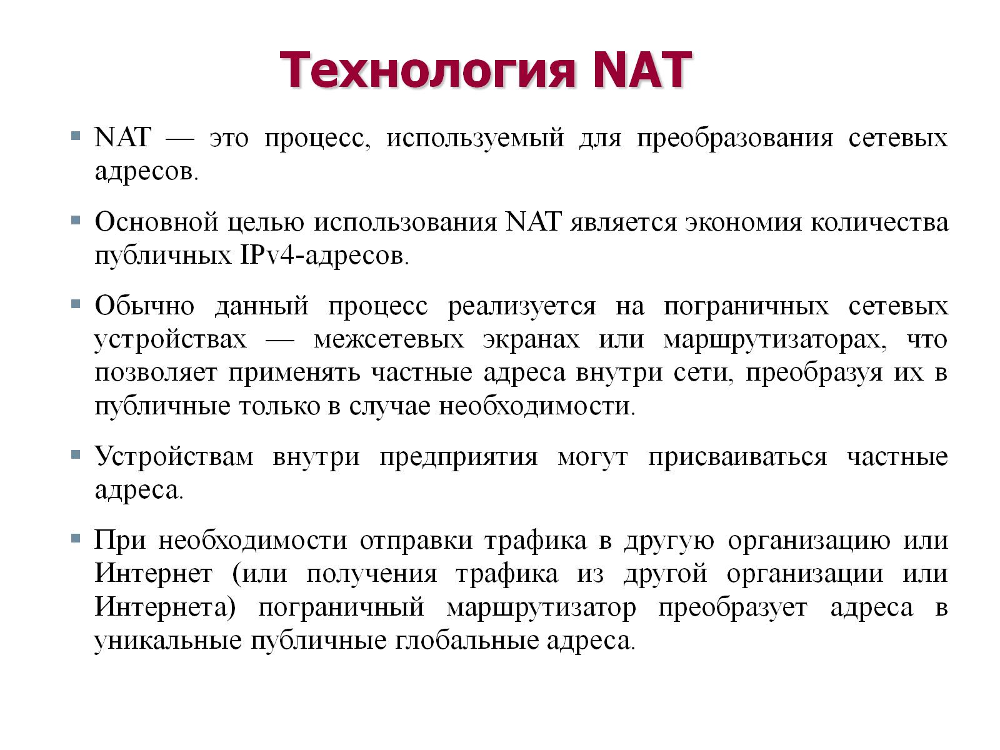 Технология NAT
NAT — это процесс, используемый для преобразования сетевых
адресов.
Основной целью использования NAT является экономия количества
публичных IPv4-адресов.
Обычно данный процесс реализуется на пограничных сетевых
устройствах — межсетевых экранах или маршрутизаторах, что
позволяет применять частные адреса внутри сети, преобразуя их в
публичные только в случае необходимости.
Устройствам внутри предприятия могут присваиваться частные
адреса.
При необходимости отправки трафика в другую организацию или
Интернет (или получения трафика из другой организации или
Интернета) пограничный маршрутизатор преобразует адреса в
уникальные публичные глобальные адреса.